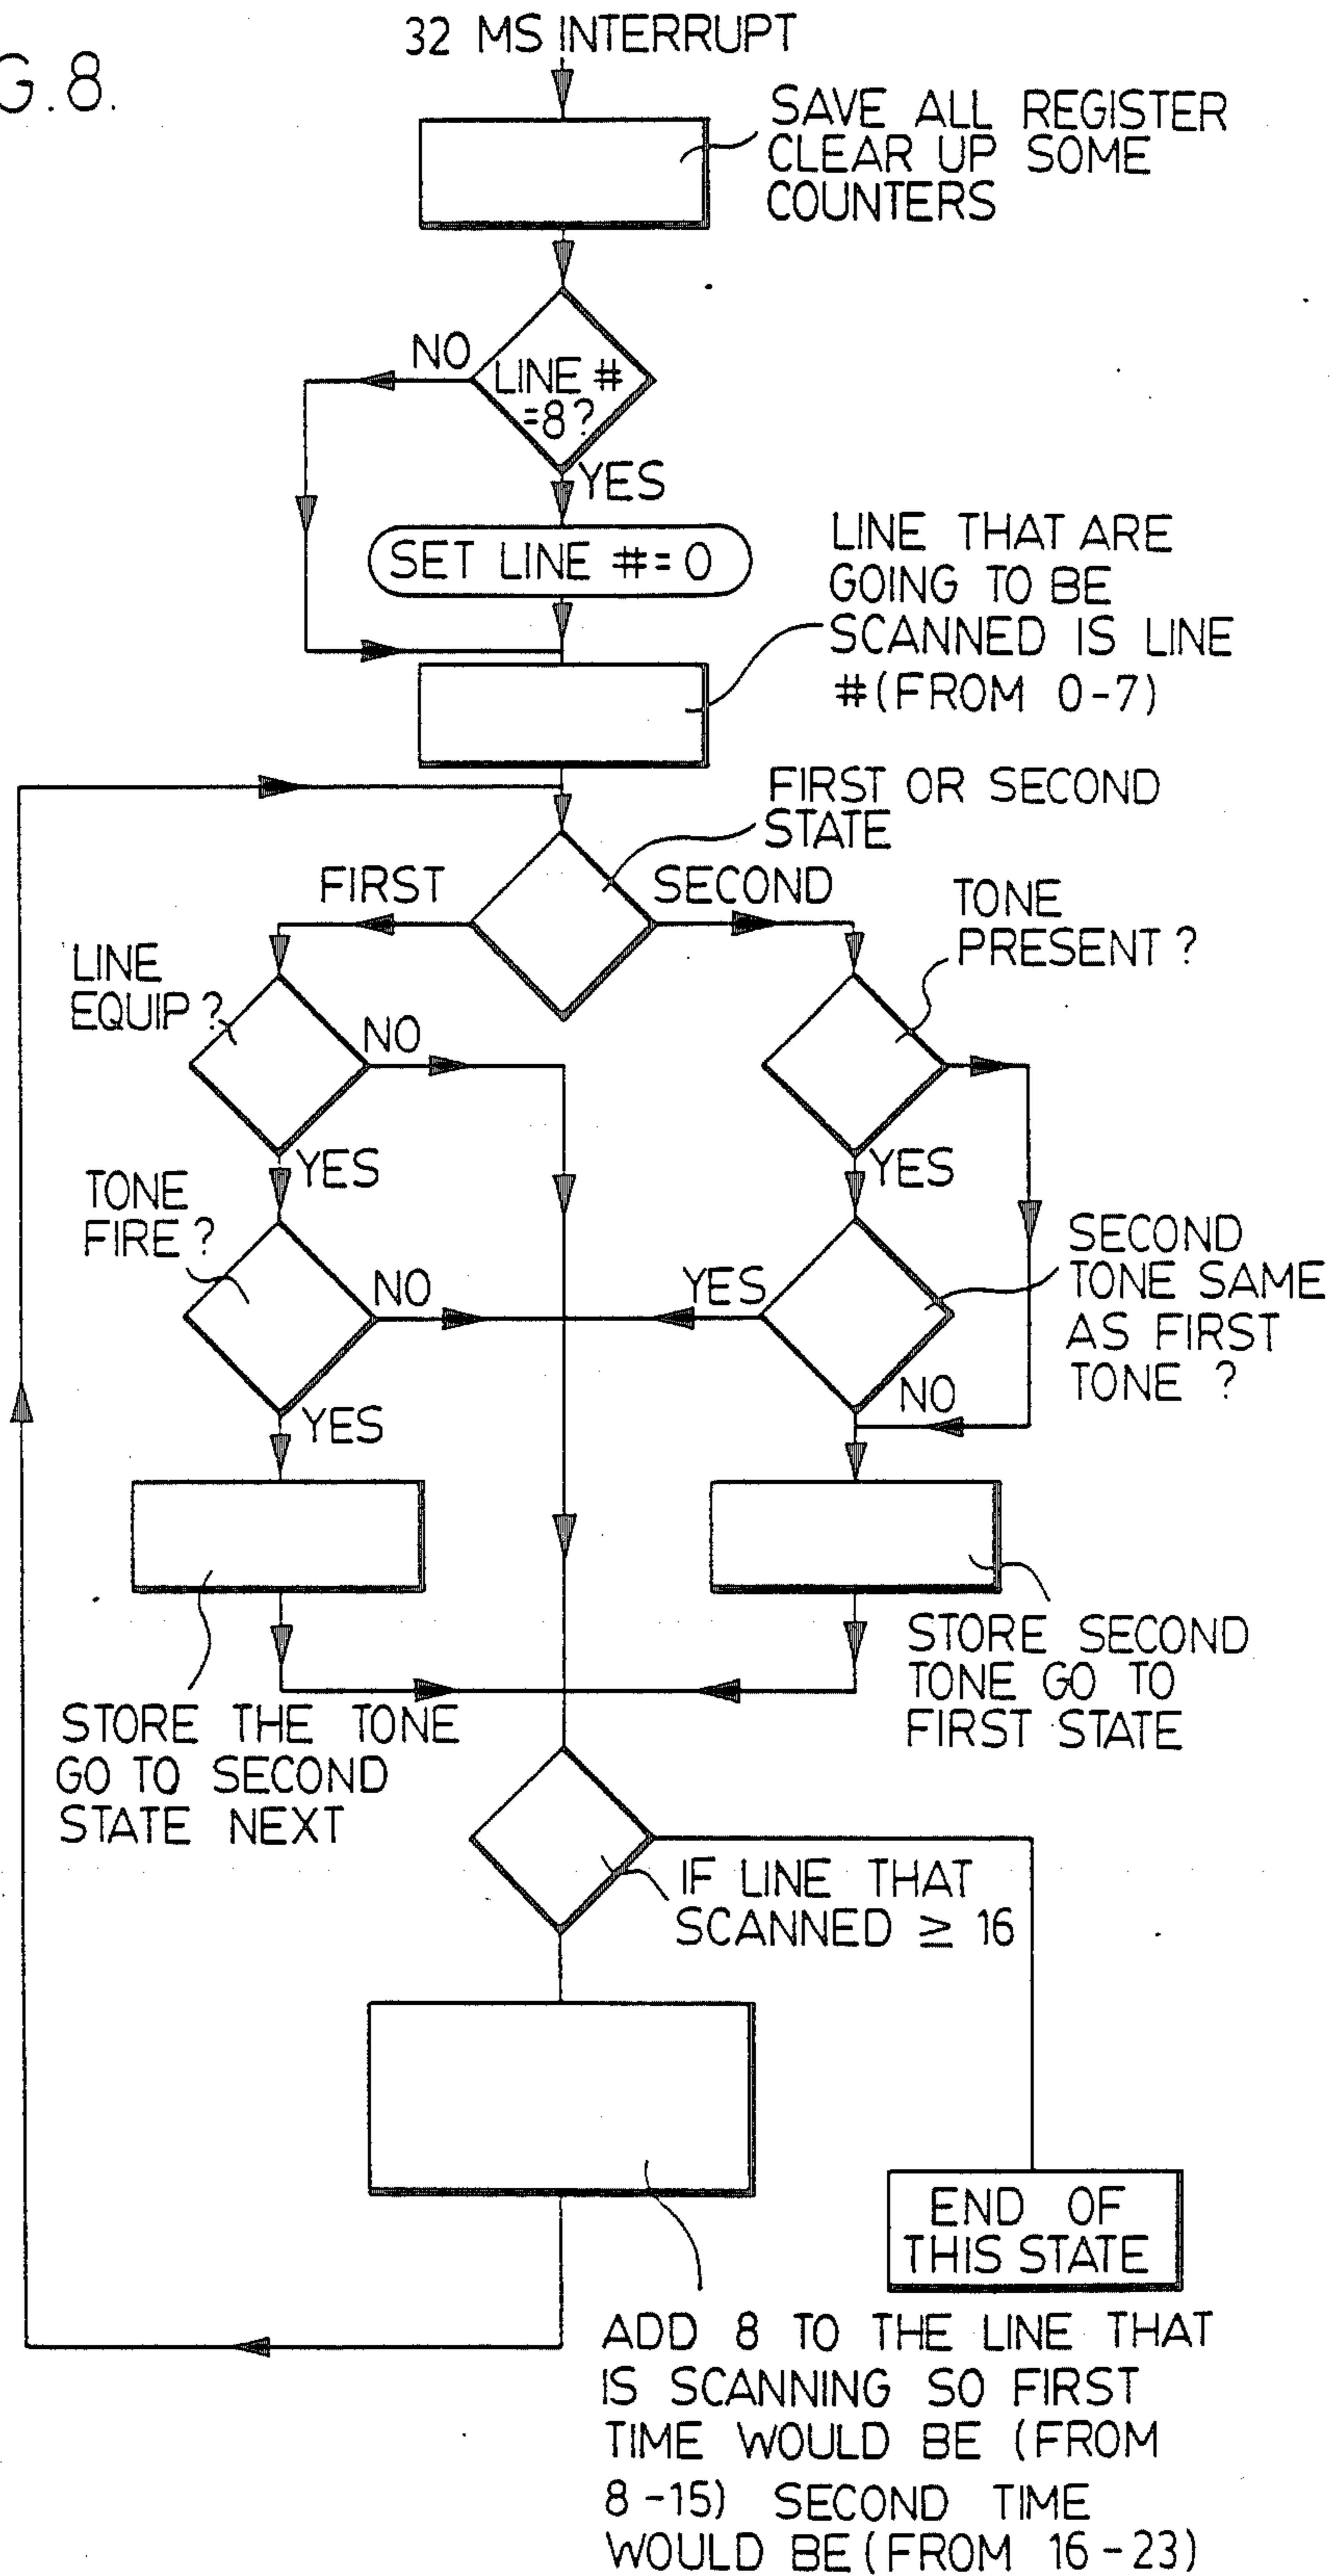 G.8.
32 MS INTERRUPT
SAVE ALL REGISTER
CLEAR UP SOME
COUNTERS
NO
LINE #
=8?
YES
SET LINE #=0
LINE THAT ARE
GOING TO BE
SCANNED IS LINE
#(FROM 0-7)
FIRST OR SECOND
STATE
FIRST
SECOND
TONE
PRESENT?
LINE
EQUIP?
NO
YES
YES
TONE
FIRE?
NO
YES
SECOND
TONE SAME
AS FIRST
TONE ?
NO
YES
STORE SECOND
TONE GO TO
FIRST STATE
STORE THE TONE
GO TO SECOND
STATE NEXT
IF LINE THAT
SCANNED ≥ 16
END OF
THIS STATE
ADD 8 TO THE LINE THAT
IS SCANNING SO FIRST
TIME WOULD BE (FROM
8-15) SECOND TIME
WOULD BE (FROM 16-23)